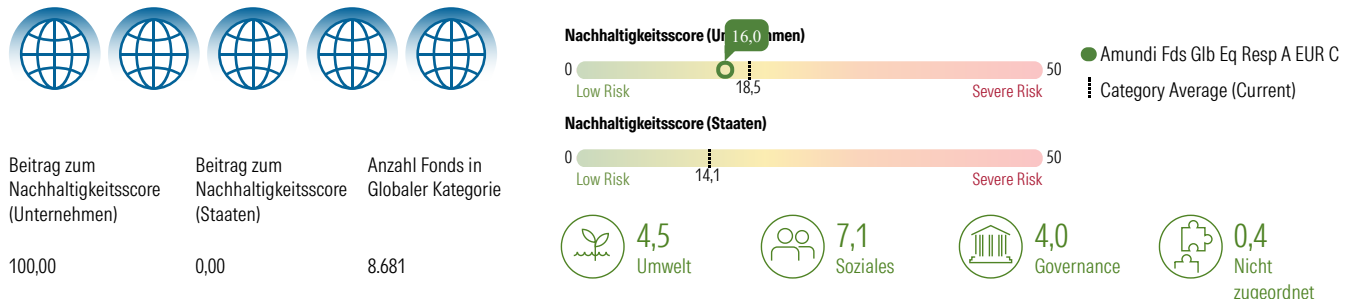 Beitrag zum
Nachhaltigkeitsscore
(Unternehmen)
100,00
Beitrag zum
Nachhaltigkeitsscore
(Staaten)
0,00
Anzahl Fonds in
Globaler Kategorie
8.681
Nachhaltigkeitsscore (Un men)
16,0
0
50
Low Risk
18,5
Severe Risk
Nachhaltigkeitsscore (Staaten)
0
50
Low Risk
14,1
Severe Risk
Amundi Fds Glb Eq Resp A EUR C
Category Average (Current)
4,5
Umwelt
7,1
Soziales
4,0
Governance
0,4
Nicht
zugeordnet